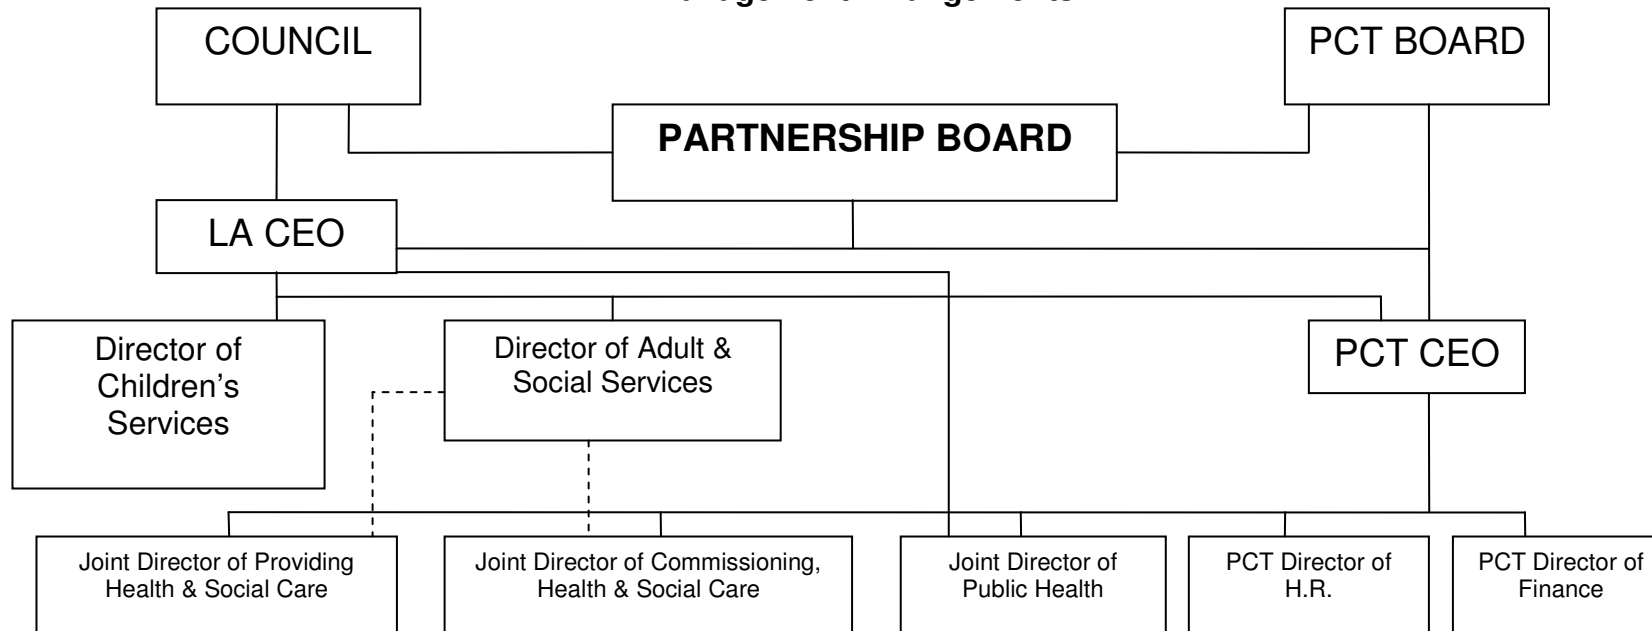 COUNCIL
PCT BOARD
PARTNERSHIP BOARD
LA CEO
Director of
Children's
Services
Director of Adult &
Social Services
PCT CEO
Joint Director of Providing
Health & Social Care
Joint Director of Commissioning,
Health & Social Care
Joint Director of
Public Health
PCT Director of
H.R.
PCT Director of
Finance